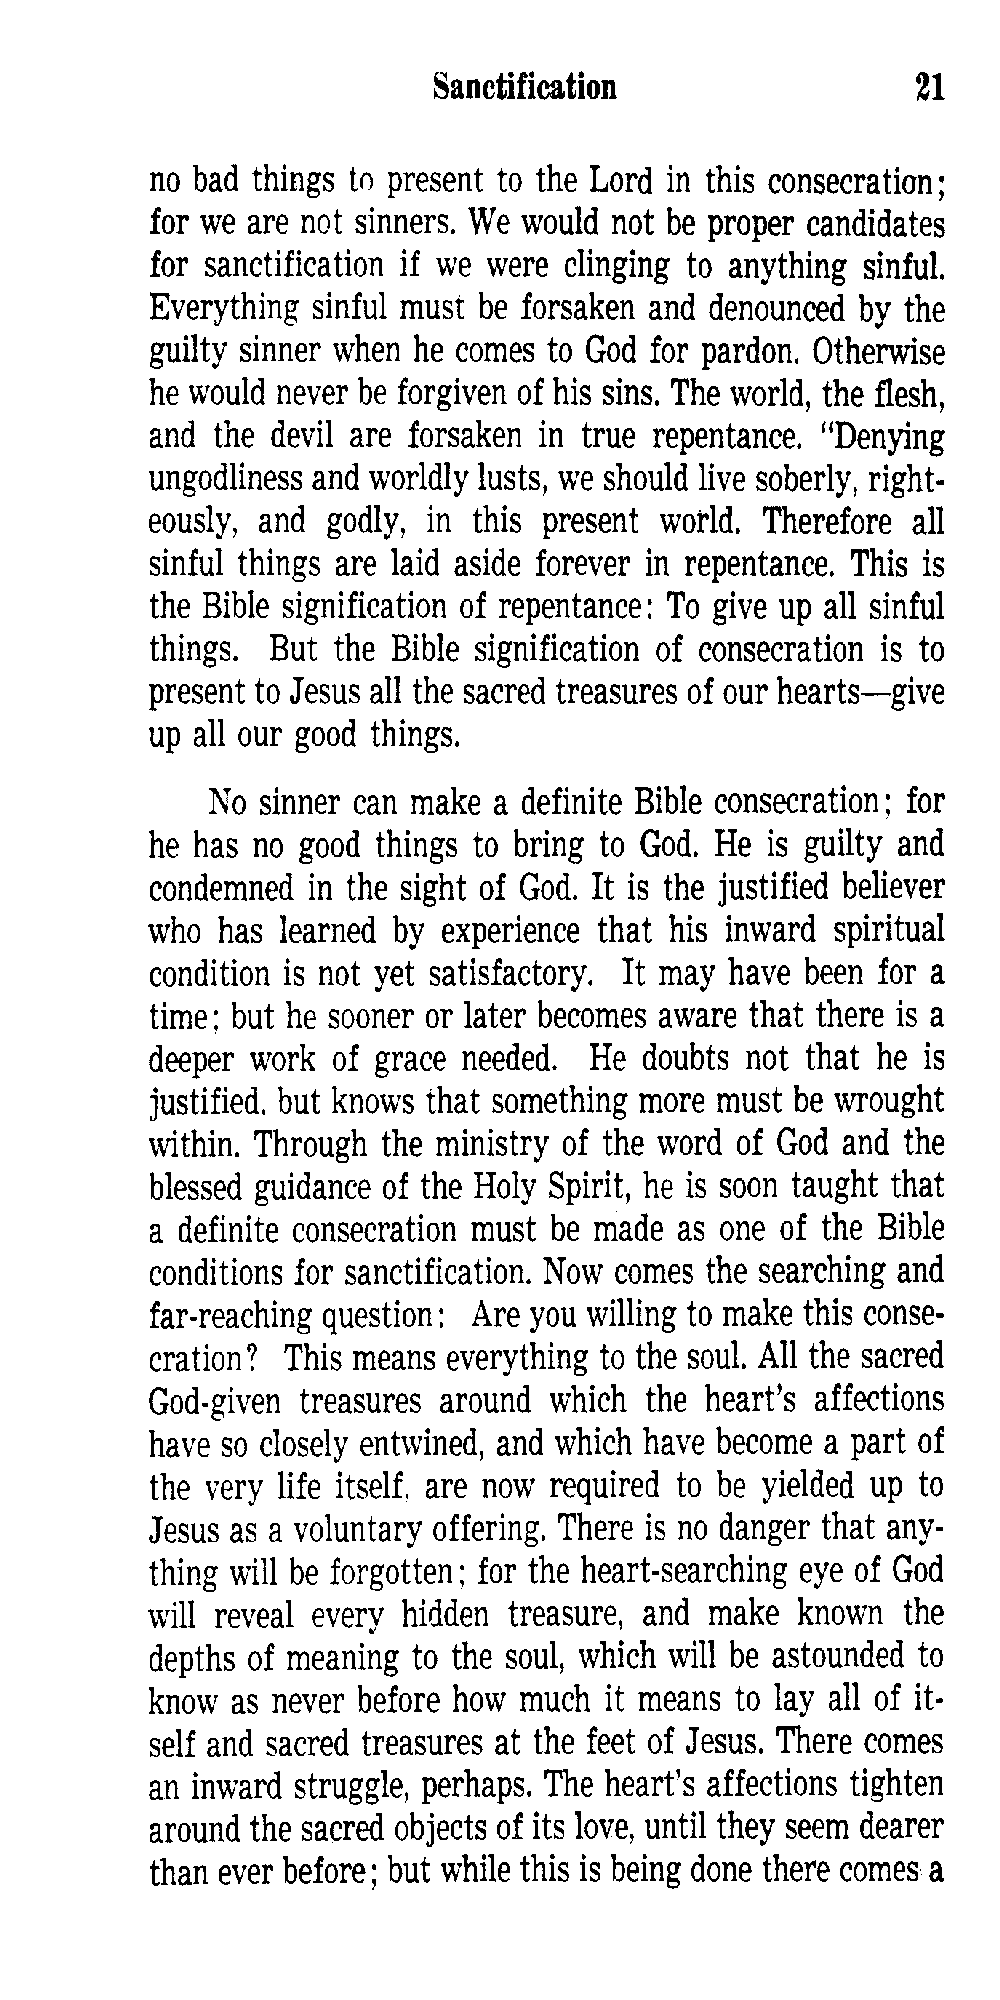 Sanctification 21
no bad things to present to the Lord in this consecration;
for we are not sinners. We would not be proper candidates
for sanctification if we were clinging to anything sinful.
Everything sinful must be forsaken and denounced by the
guilty sinner when he comes to God for pardon. Otherwise
he would never be forgiven of his sins. The world, the flesh,
and the devil are forsaken in true repentance. "Denying
ungodliness and worldly lusts, we should live soberly, right-
eously, and godly, in this present world. Therefore all
sinful things are laid aside forever in repentance. This is
the Bible signification of repentance: To give up all sinful
things. But the Bible signification of consecration is to
present to Jesus all the sacred treasures of our hearts—give
up all our good things.
No sinner can make a definite Bible consecration; for
he has no good things to bring to God. He is guilty and
condemned in the sight of God. It is the justified believer
who has learned by experience that his inward spiritual
condition is not yet satisfactory. It may have been for a
time; but he sooner or later becomes aware that there is a
deeper work of grace needed. He doubts not that he is
justified, but knows that something more must be wrought
within. Through the ministry of the word of God and the
blessed guidance of the Holy Spirit, he is soon taught that
a definite consecration must be made as one of the Bible
conditions for sanctification. Now comes the searching and
far-reaching question: Are you willing to make this conse-
cration? This means everything to the soul. All the sacred
God-given treasures around which the heart's affections
have so closely entwined, and which have become a part of
the very life itself, are now required to be yielded up to
Jesus as a voluntary offering. There is no danger that any-
thing will be forgotten; for the heart-searching eye of God
will reveal every hidden treasure, and make known the
depths of meaning to the soul, which will be astounded to
know as never before how much it means to lay all of it-
self and sacred treasures at the feet of Jesus. There comes
an inward struggle, perhaps. The heart's affections tighten
around the sacred objects of its love, until they seem dearer
than ever before; but while this is being done there comes a